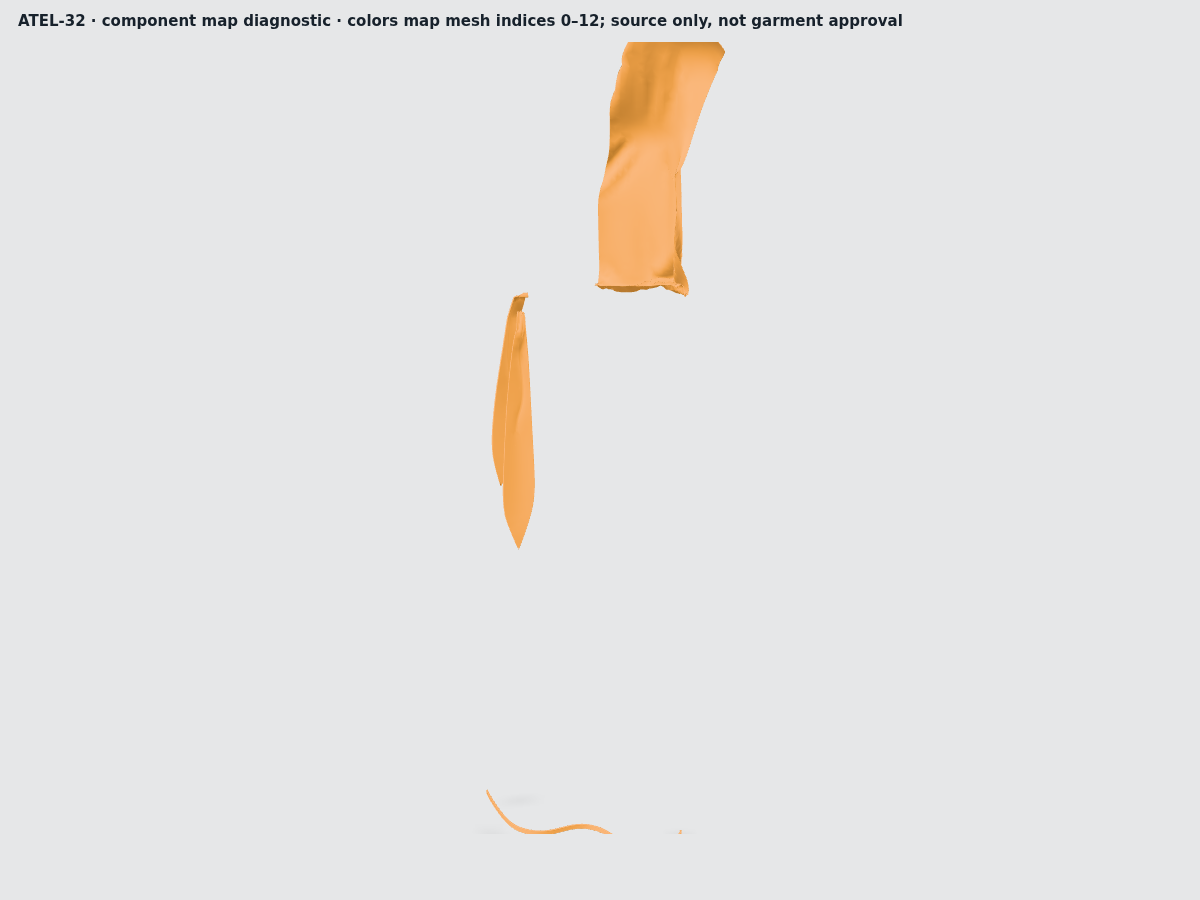 ATEL-32 · component map diagnostic · colors map mesh indices 0–12; source only, not garment approval